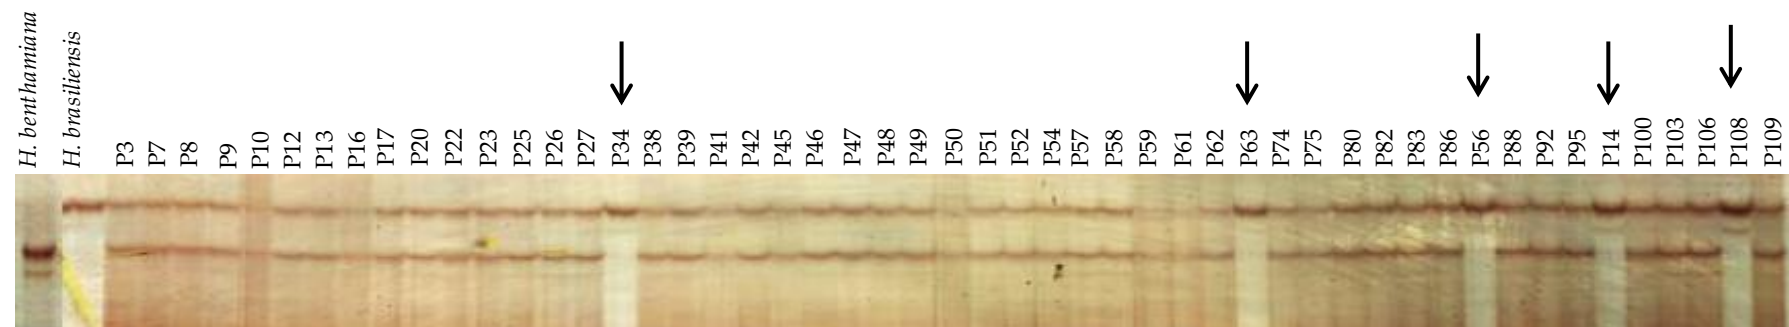 H. benthamiana
H. brasiliensis
P3
P7
P8
P9
P10
P12
P13
P16
P17
P20
P22
P23
P25
P26
P27
P34
P38
P39
P41
P42
P45
P46
P47
P48
P49
P50
P51
P52
P54
P57
P58
P59
P61
P62
P63
P74
P75
P80
P82
P83
P86
P56
P88
P92
P95
P14
P100
P103
P106
P108
P109